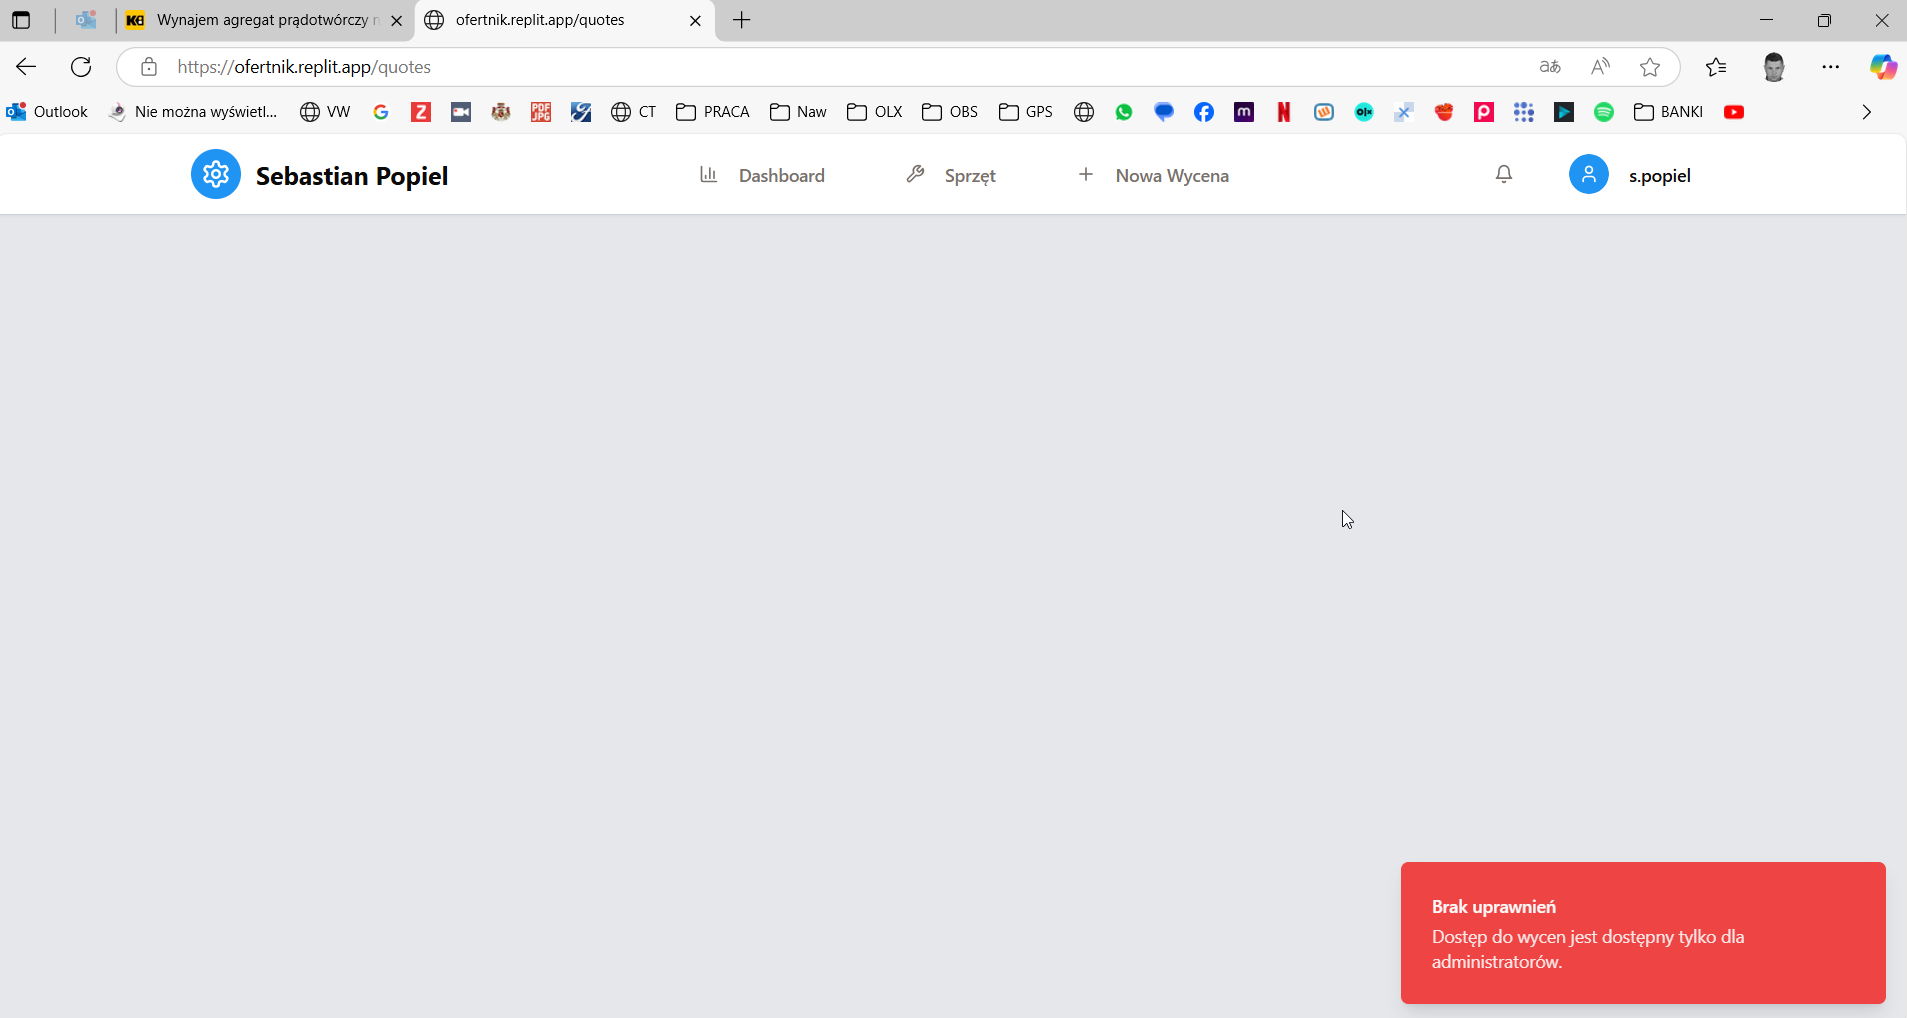 Wynajem agregat prądotwórczy
ofertnik.replit.app/quotes
https://ofertnik.replit.app/quotes
Outlook
Nie można wyświetl...
VW
CT
PRACA
Naw
OLX
OBS
GPS
BANKI
Sebastian Popiel
Dashboard
Sprzęt
Nowa Wycena
s.popiel
Brak uprawnień
Dostęp do wycen jest dostępny tylko dla
administratorów.